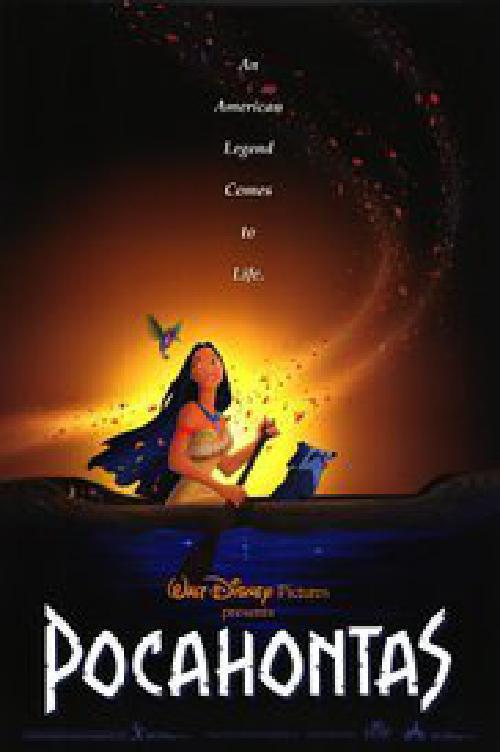 An
American
Legend
Comes
to
Life.
WALT DISNEY Pictures
presents
POCAHONTAS